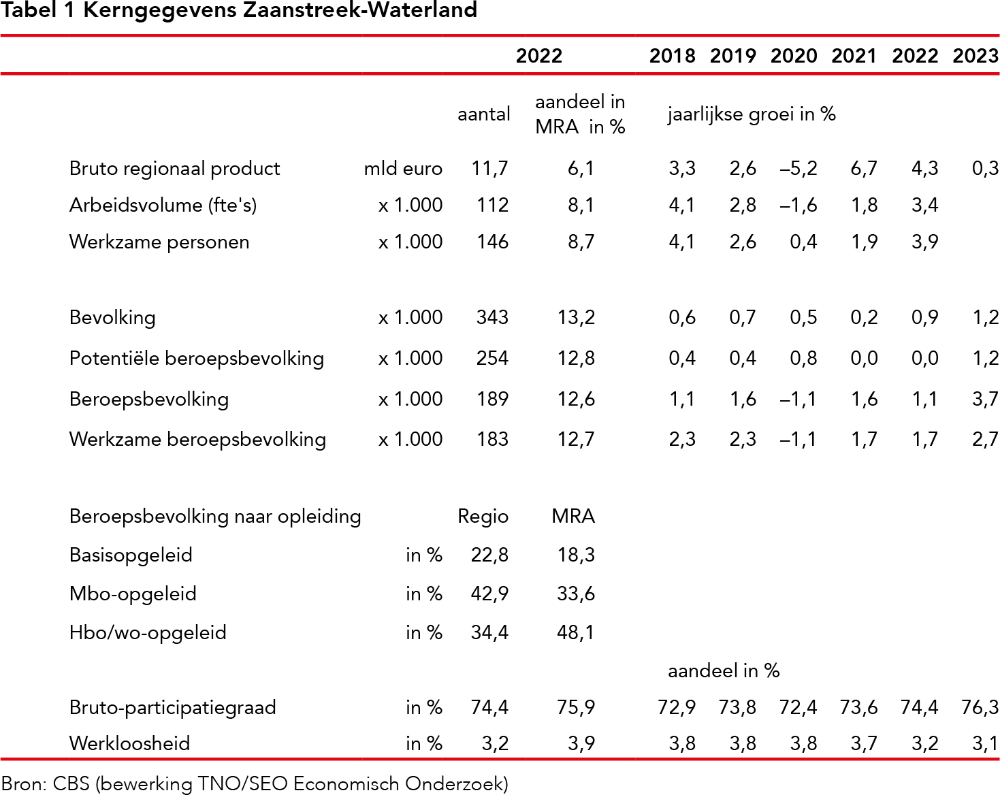 Tabel 1 Kerngegevens Zaanstreek-Waterland
2022 2018 2019 2020 2021 2022 2023
aantal aandeel in MRA in % jaarlijkse groei in %
Bruto regionaal product mld euro 11,7 6,1 3,3 2,6 –5,2 6,7 4,3 0,3
Arbeidsvolume (fte's) x 1.000 112 8,1 4,1 2,8 –1,6 1,8 3,4
Werkzame personen x 1.000 146 8,7 4,1 2,6 0,4 1,9 3,9
Bevolking x 1.000 343 13,2 0,6 0,7 0,5 0,2 0,9 1,2
Potentiële beroepsbevolking x 1.000 254 12,8 0,4 0,4 0,8 0,0 0,0 1,2
Beroepsbevolking x 1.000 189 12,6 1,1 1,6 –1,1 1,6 1,1 3,7
Werkzame beroepsbevolking x 1.000 183 12,7 2,3 2,3 –1,1 1,7 1,7 2,7
Beroepsbevolking naar opleiding Regio MRA
Basisopgeleid in % 22,8 18,3
Mbo-opgeleid in % 42,9 33,6
Hbo/wo-opgeleid in % 34,4 48,1
aandeel in %
Bruto-participatiegraad in % 74,4 75,9 72,9 73,8 72,4 73,6 74,4 76,3
Werkloosheid in % 3,2 3,9 3,8 3,8 3,8 3,7 3,2 3,1
Bron: CBS (bewerking TNO/SEO Economisch Onderzoek)